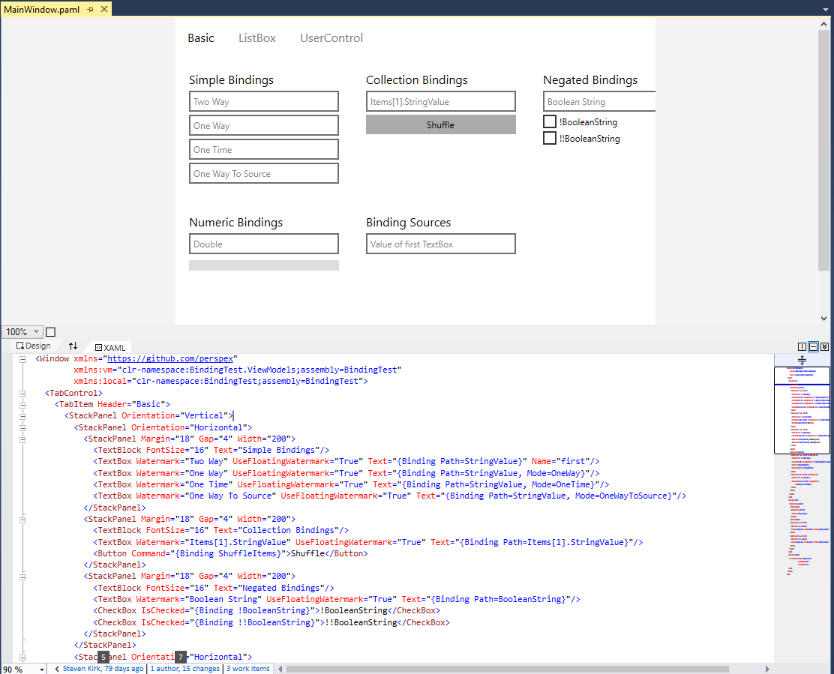 MainWindow.paml
Basic ListBox UserControl
Simple Bindings Collection Bindings Negated Bindings
Two Way Items[1].StringValue Boolean String
One Way Shuffle !BooleanString
!!BooleanString
One Time
One Way To Source
Numeric Bindings Binding Sources
Double Value of first TextBox
100%
Design XAML
<Window xmlns="https://github.com/perspex"
xmlns:vm="clr-namespace:BindingTest.ViewModels;assembly=BindingTest"
xmlns:local="clr-namespace:BindingTest;assembly=BindingTest">
<TabControl>
<TabItem Header="Basic">
<StackPanel Orientation="Vertical">
<StackPanel Orientation="Horizontal">
<StackPanel Margin="18" Gap="4" Width="200">
<TextBlock FontSize="16" Text="Simple Bindings"/>
<TextBox Watermark="Two Way" UseFloatingWatermark="True" Text="{Binding Path=StringValue}" Name="first"/>
<TextBox Watermark="One Way" UseFloatingWatermark="True" Text="{Binding Path=StringValue, Mode=OneWay}"/>
<TextBox Watermark="One Time" UseFloatingWatermark="True" Text="{Binding Path=StringValue, Mode=OneTime}"/>
<TextBox Watermark="One Way To Source" UseFloatingWatermark="True" Text="{Binding Path=StringValue, Mode=OneWayToSource}"/>
</StackPanel>
<StackPanel Margin="18" Gap="4" Width="200">
<TextBlock FontSize="16" Text="Collection Bindings"/>
<TextBox Watermark="Items[1].StringValue" UseFloatingWatermark="True" Text="{Binding Path=Items[1].StringValue}"/>
<Button Command="{Binding ShuffleItems}">Shuffle</Button>
</StackPanel>
<StackPanel Margin="18" Gap="4" Width="200">
<TextBlock FontSize="16" Text="Negated Bindings"/>
<TextBox Watermark="Boolean String" UseFloatingWatermark="True" Text="{Binding Path=BooleanString}"/>
<CheckBox IsChecked="{Binding !BooleanString}">!BooleanString</CheckBox>
<CheckBox IsChecked="{Binding !!BooleanString}">!!BooleanString</CheckBox>
</StackPanel>
</StackPanel>
<Stac 5 Panel Orientati 7 ="Horizontal">
90 % Steven Kirk, 79 days ago | 1 author, 15 changes | 3 work items